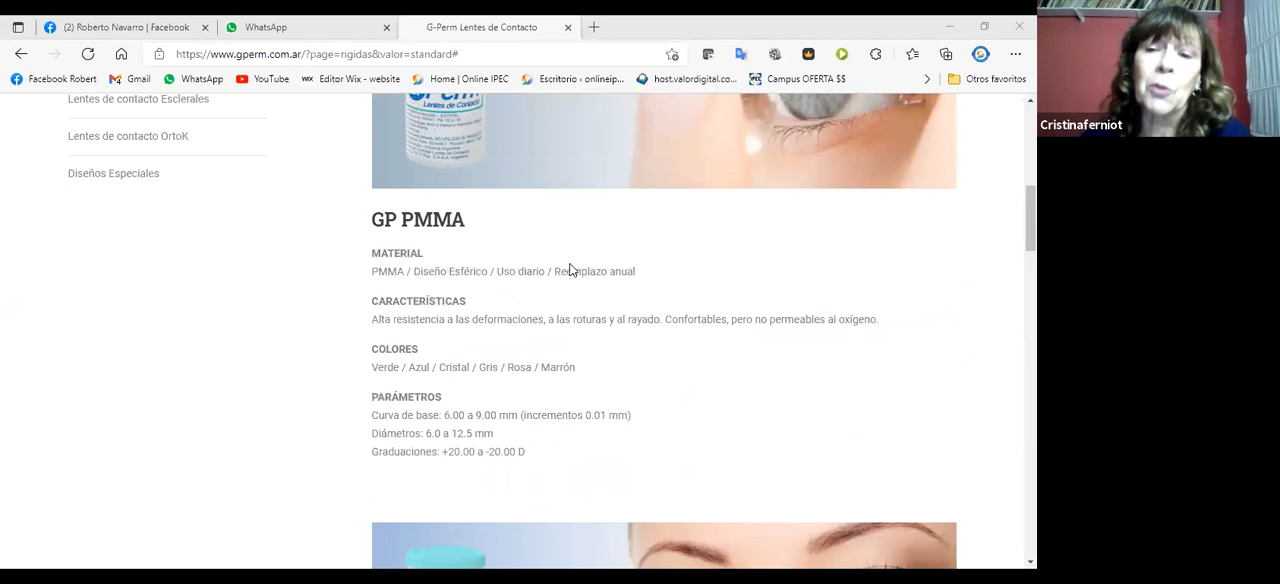 (2) Roberto Navarro | Facebook
WhatsApp
G-Perm Lentes de Contacto
https://www.gperm.com.ar/?page=rigidas&valor=standard#
Facebook Robert
Gmail
WhatsApp
YouTube
Editor Wix - website
Home | Online IPEC
Escritorio ‹ onlineip...
host.valordigital.co...
Campus OFERTA $$
Otros favoritos
Cristinaferniot
Lentes de contacto Esclerales
Lentes de contacto OrtoK
Diseños Especiales
Lentes de Contacto
GP PMMA
MATERIAL
PMMA / Diseño Esférico / Uso diario / Reemplazo anual
CARACTERÍSTICAS
Alta resistencia a las deformaciones, a las roturas y al rayado. Confortables, pero no permeables al oxígeno.
COLORES
Verde / Azul / Cristal / Gris / Rosa / Marrón
PARÁMETROS
Curva de base: 6.00 a 9.00 mm (incrementos 0.01 mm)
Diámetros: 6.0 a 12.5 mm
Graduaciones: +20.00 a -20.00 D